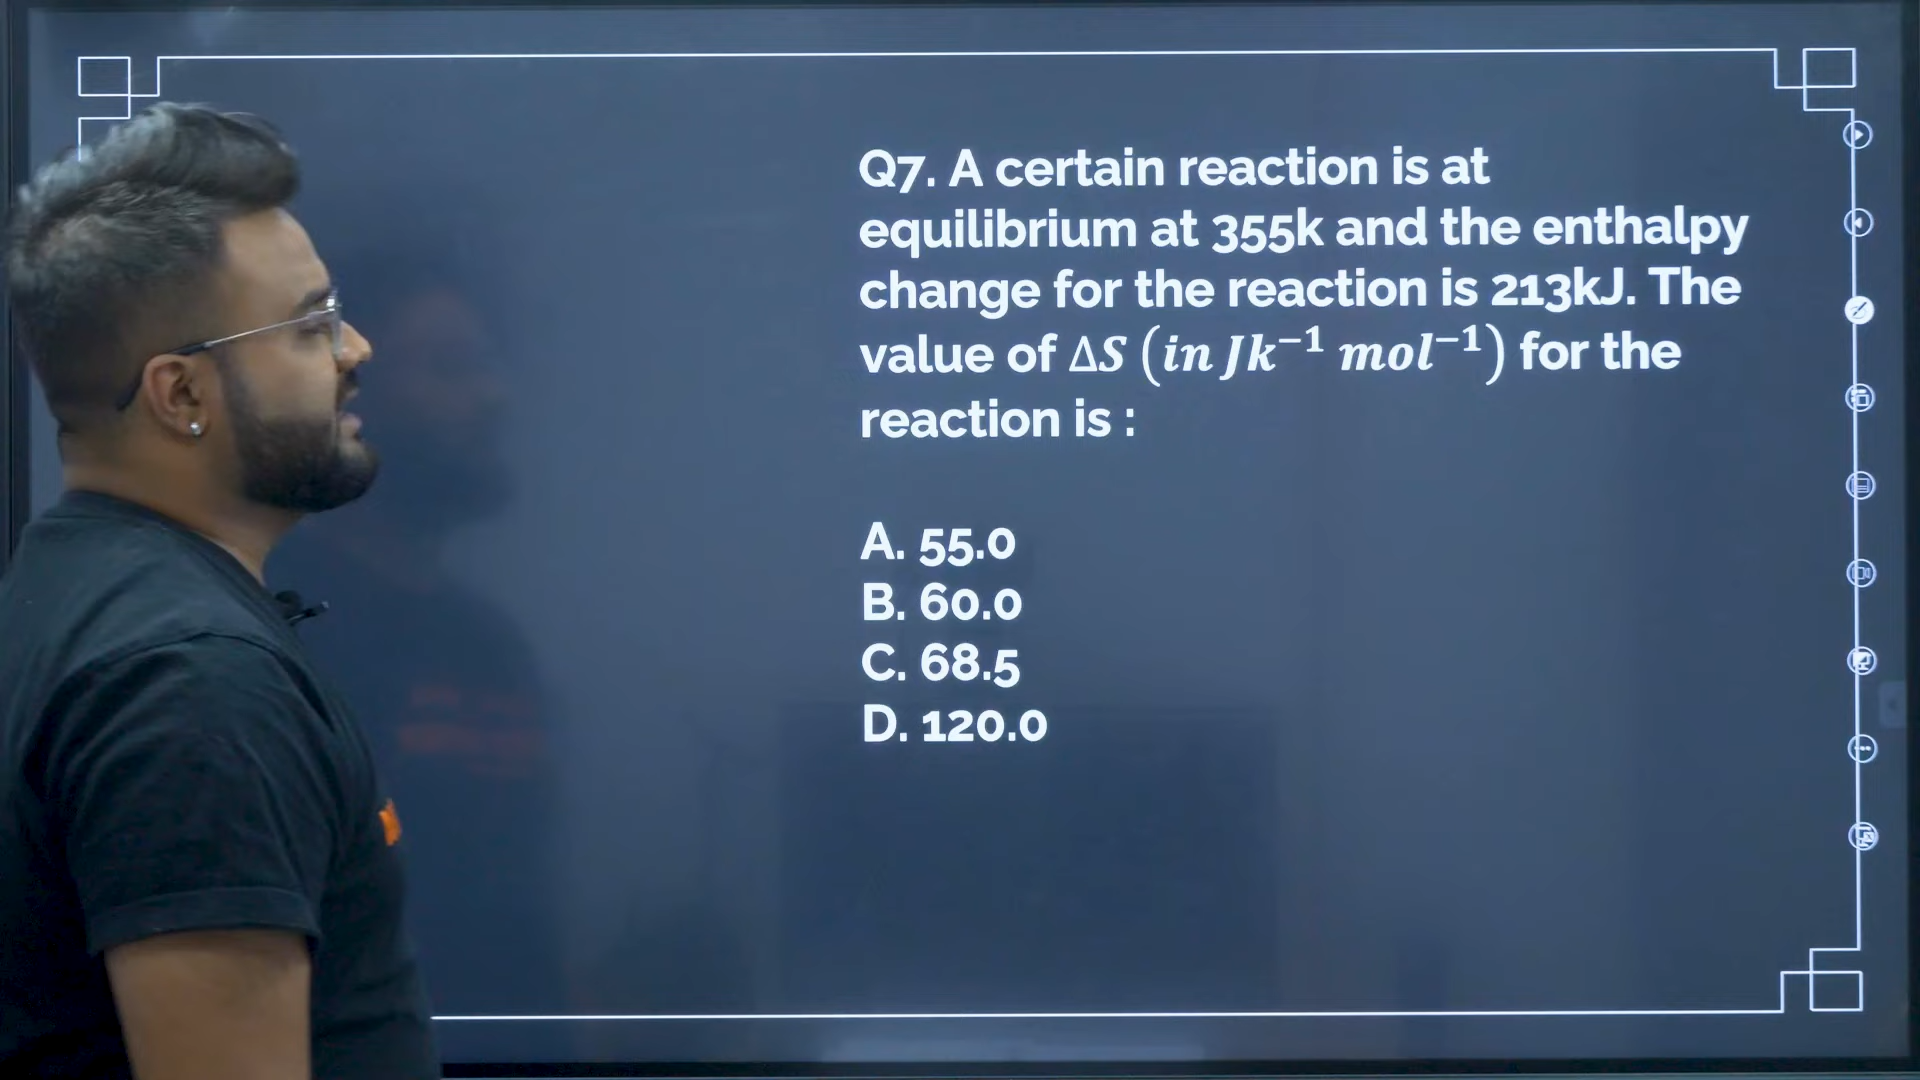 Q7. A certain reaction is at
equilibrium at 355k and the enthalpy
change for the reaction is 213kJ. The
value of ΔS (in Jk⁻¹ mol⁻¹) for the
reaction is :
A. 55.0
B. 60.0
C. 68.5
D. 120.0